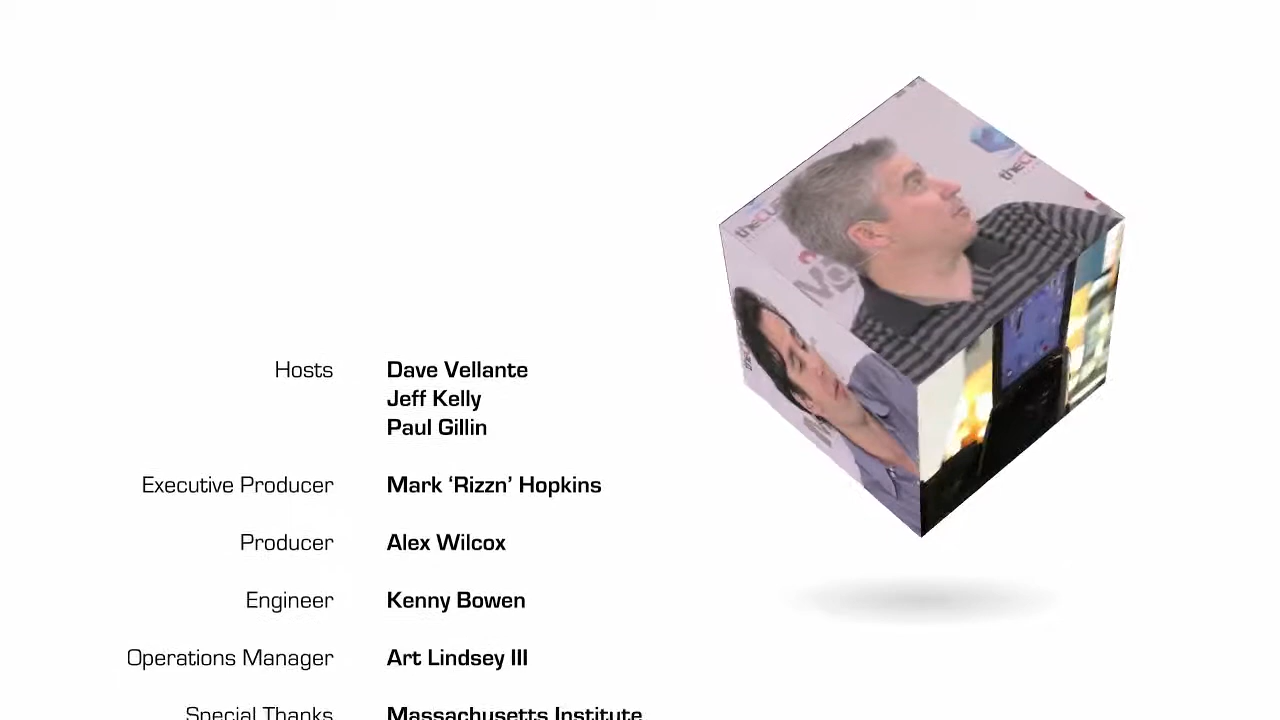 Hosts Dave Vellante
Jeff Kelly
Paul Gillin
Executive Producer Mark ‘Rizzn’ Hopkins
Producer Alex Wilcox
Engineer Kenny Bowen
Operations Manager Art Lindsey III
Special Thanks Massachusetts Institute